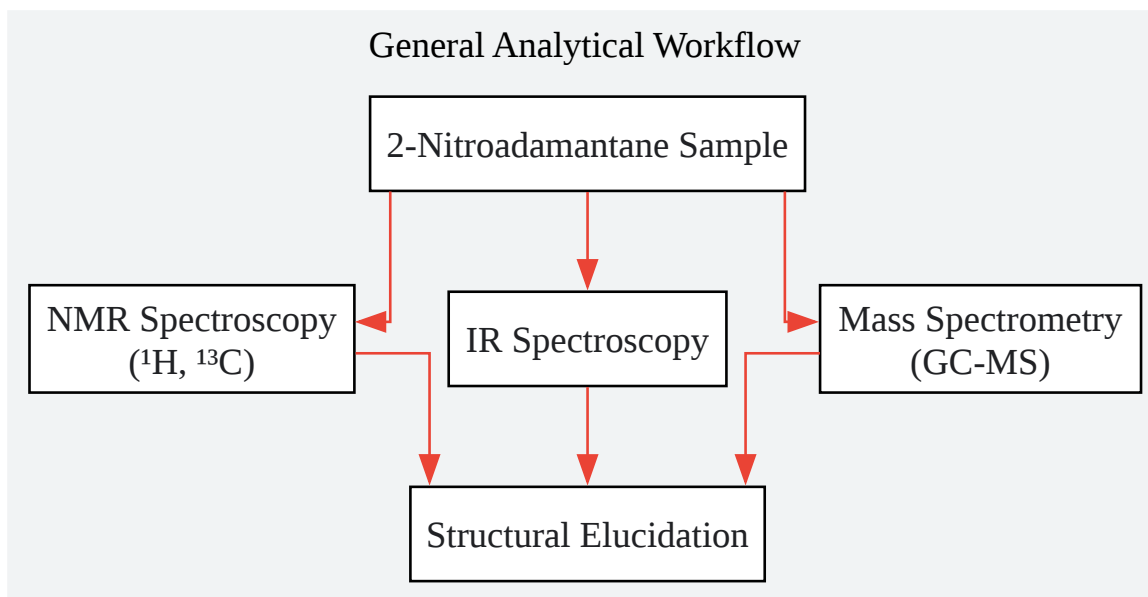 General Analytical Workflow
2-Nitroadamantane Sample
NMR Spectroscopy
(¹H, ¹³C)
IR Spectroscopy
Mass Spectrometry
(GC-MS)
Structural Elucidation